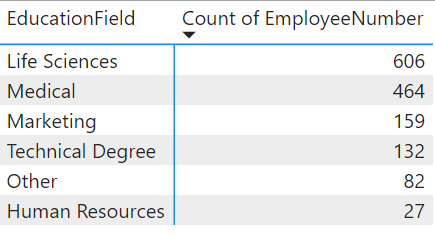 EducationField Count of EmployeeNumber
Life Sciences 606
Medical 464
Marketing 159
Technical Degree 132
Other 82
Human Resources 27